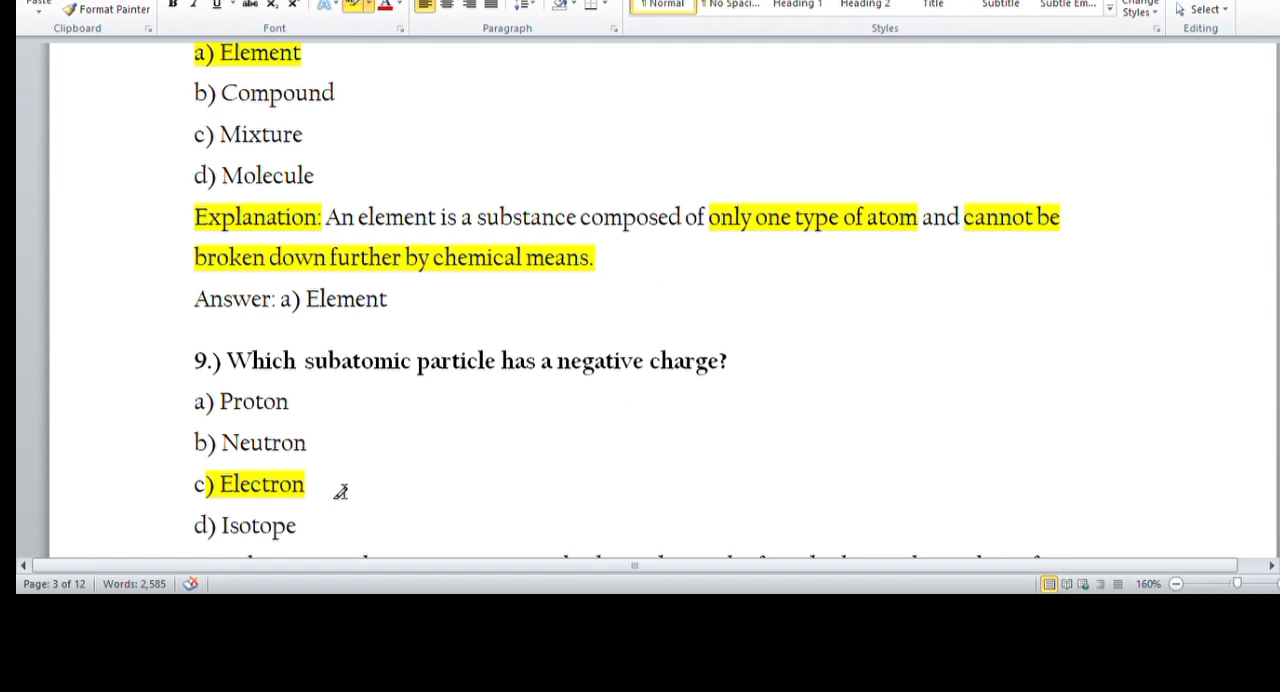 Format Painter
B I U abc X, X
A A
¶ Normal ¶ No Spaci... Heading 1 Heading 2 Title Subtitle Subtle Em... Change Styles Select
Clipboard Font Paragraph Styles Editing
a) Element
b) Compound
c) Mixture
d) Molecule
Explanation: An element is a substance composed of only one type of atom and cannot be
broken down further by chemical means.
Answer: a) Element
9.) Which subatomic particle has a negative charge?
a) Proton
b) Neutron
c) Electron
d) Isotope
Page: 3 of 12 Words: 2,585 160%